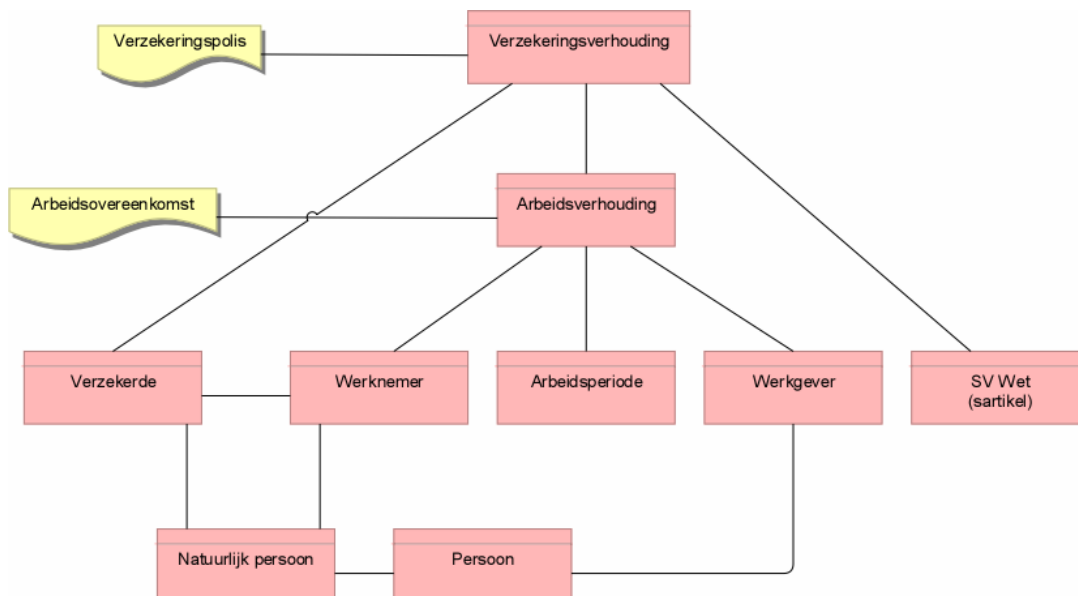 Verzekeringspolis
Verzekeringsverhouding
Arbeidsovereenkomst
Arbeidsverhouding
Verzekerde
Werknemer
Arbeidsperiode
Werkgever
SV Wet
(sartikel)
Natuurlijk persoon
Persoon